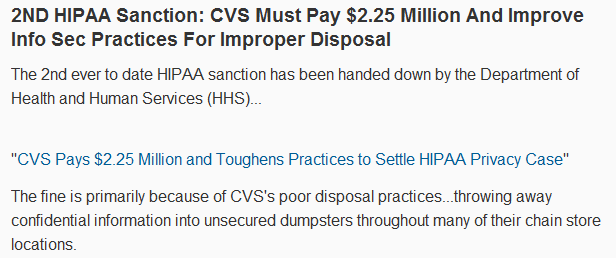 2ND HIPAA Sanction: CVS Must Pay $2.25 Million And Improve
Info Sec Practices For Improper Disposal
The 2nd ever to date HIPAA sanction has been handed down by the Department of
Health and Human Services (HHS)...
"CVS Pays $2.25 Million and Toughens Practices to Settle HIPAA Privacy Case"
The fine is primarily because of CVS's poor disposal practices...throwing away
confidential information into unsecured dumpsters throughout many of their chain store
locations.